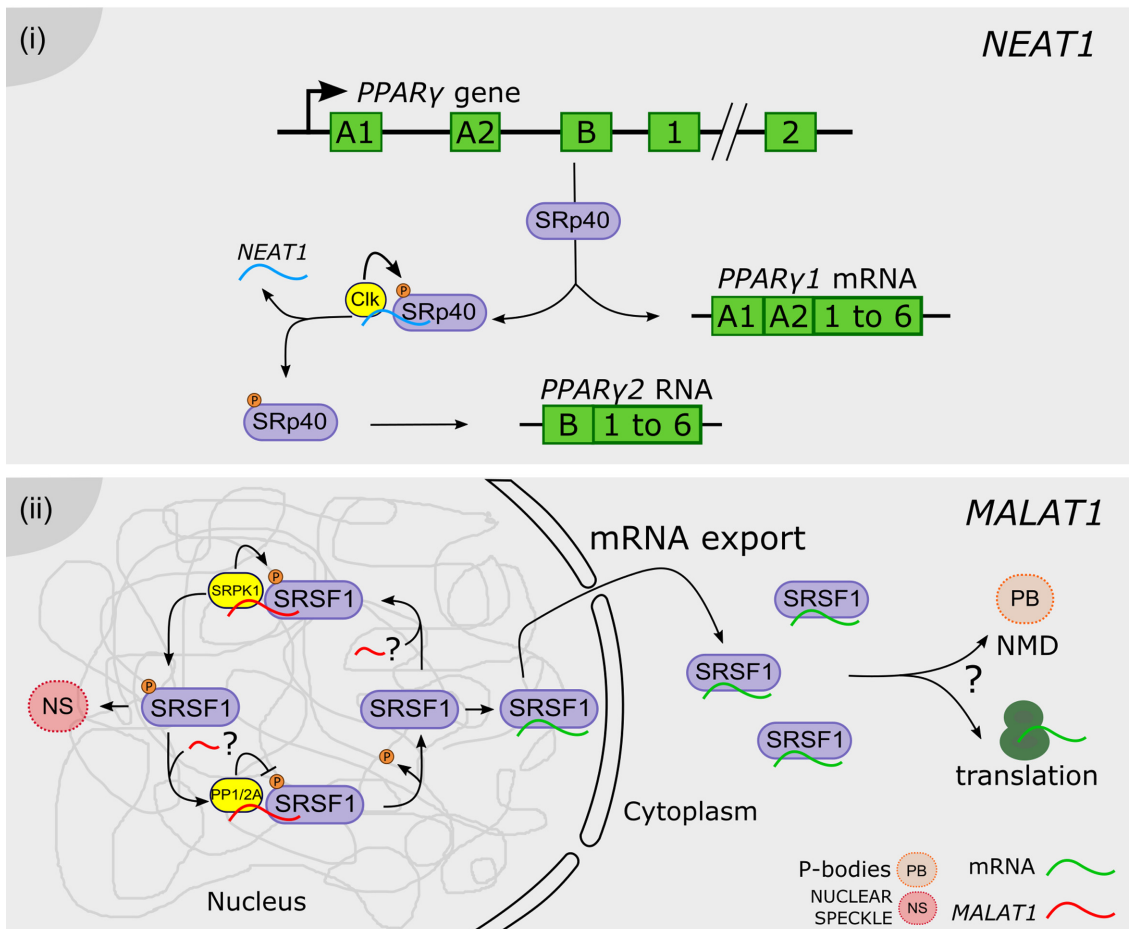 (i)
NEAT1
PPARγ gene
A1
A2
B
1
2
SRp40
NEAT1
Clk
P
SRp40
PPARγ1 mRNA
A1
A2
1 to 6
P
SRp40
PPARγ2 RNA
B
1 to 6
(ii)
MALAT1
mRNA export
SRPK1
P
SRSF1
?
SRSF1
PB
NMD
NS
P
SRSF1
SRSF1
SRSF1
SRSF1
?
?
P
PP1/2A
P
SRSF1
SRSF1
translation
Cytoplasm
Nucleus
P-bodies
PB
mRNA
NUCLEAR
SPECKLE
NS
MALAT1